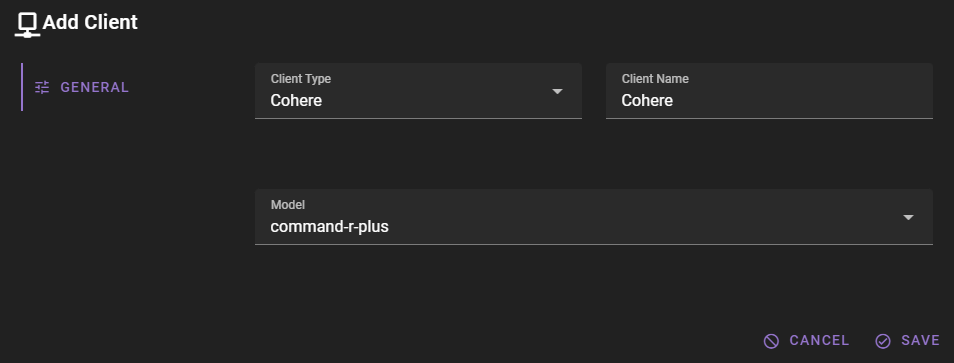 Add Client
GENERAL
Client Type
Cohere
Client Name
Cohere
Model
command-r-plus
CANCEL
SAVE